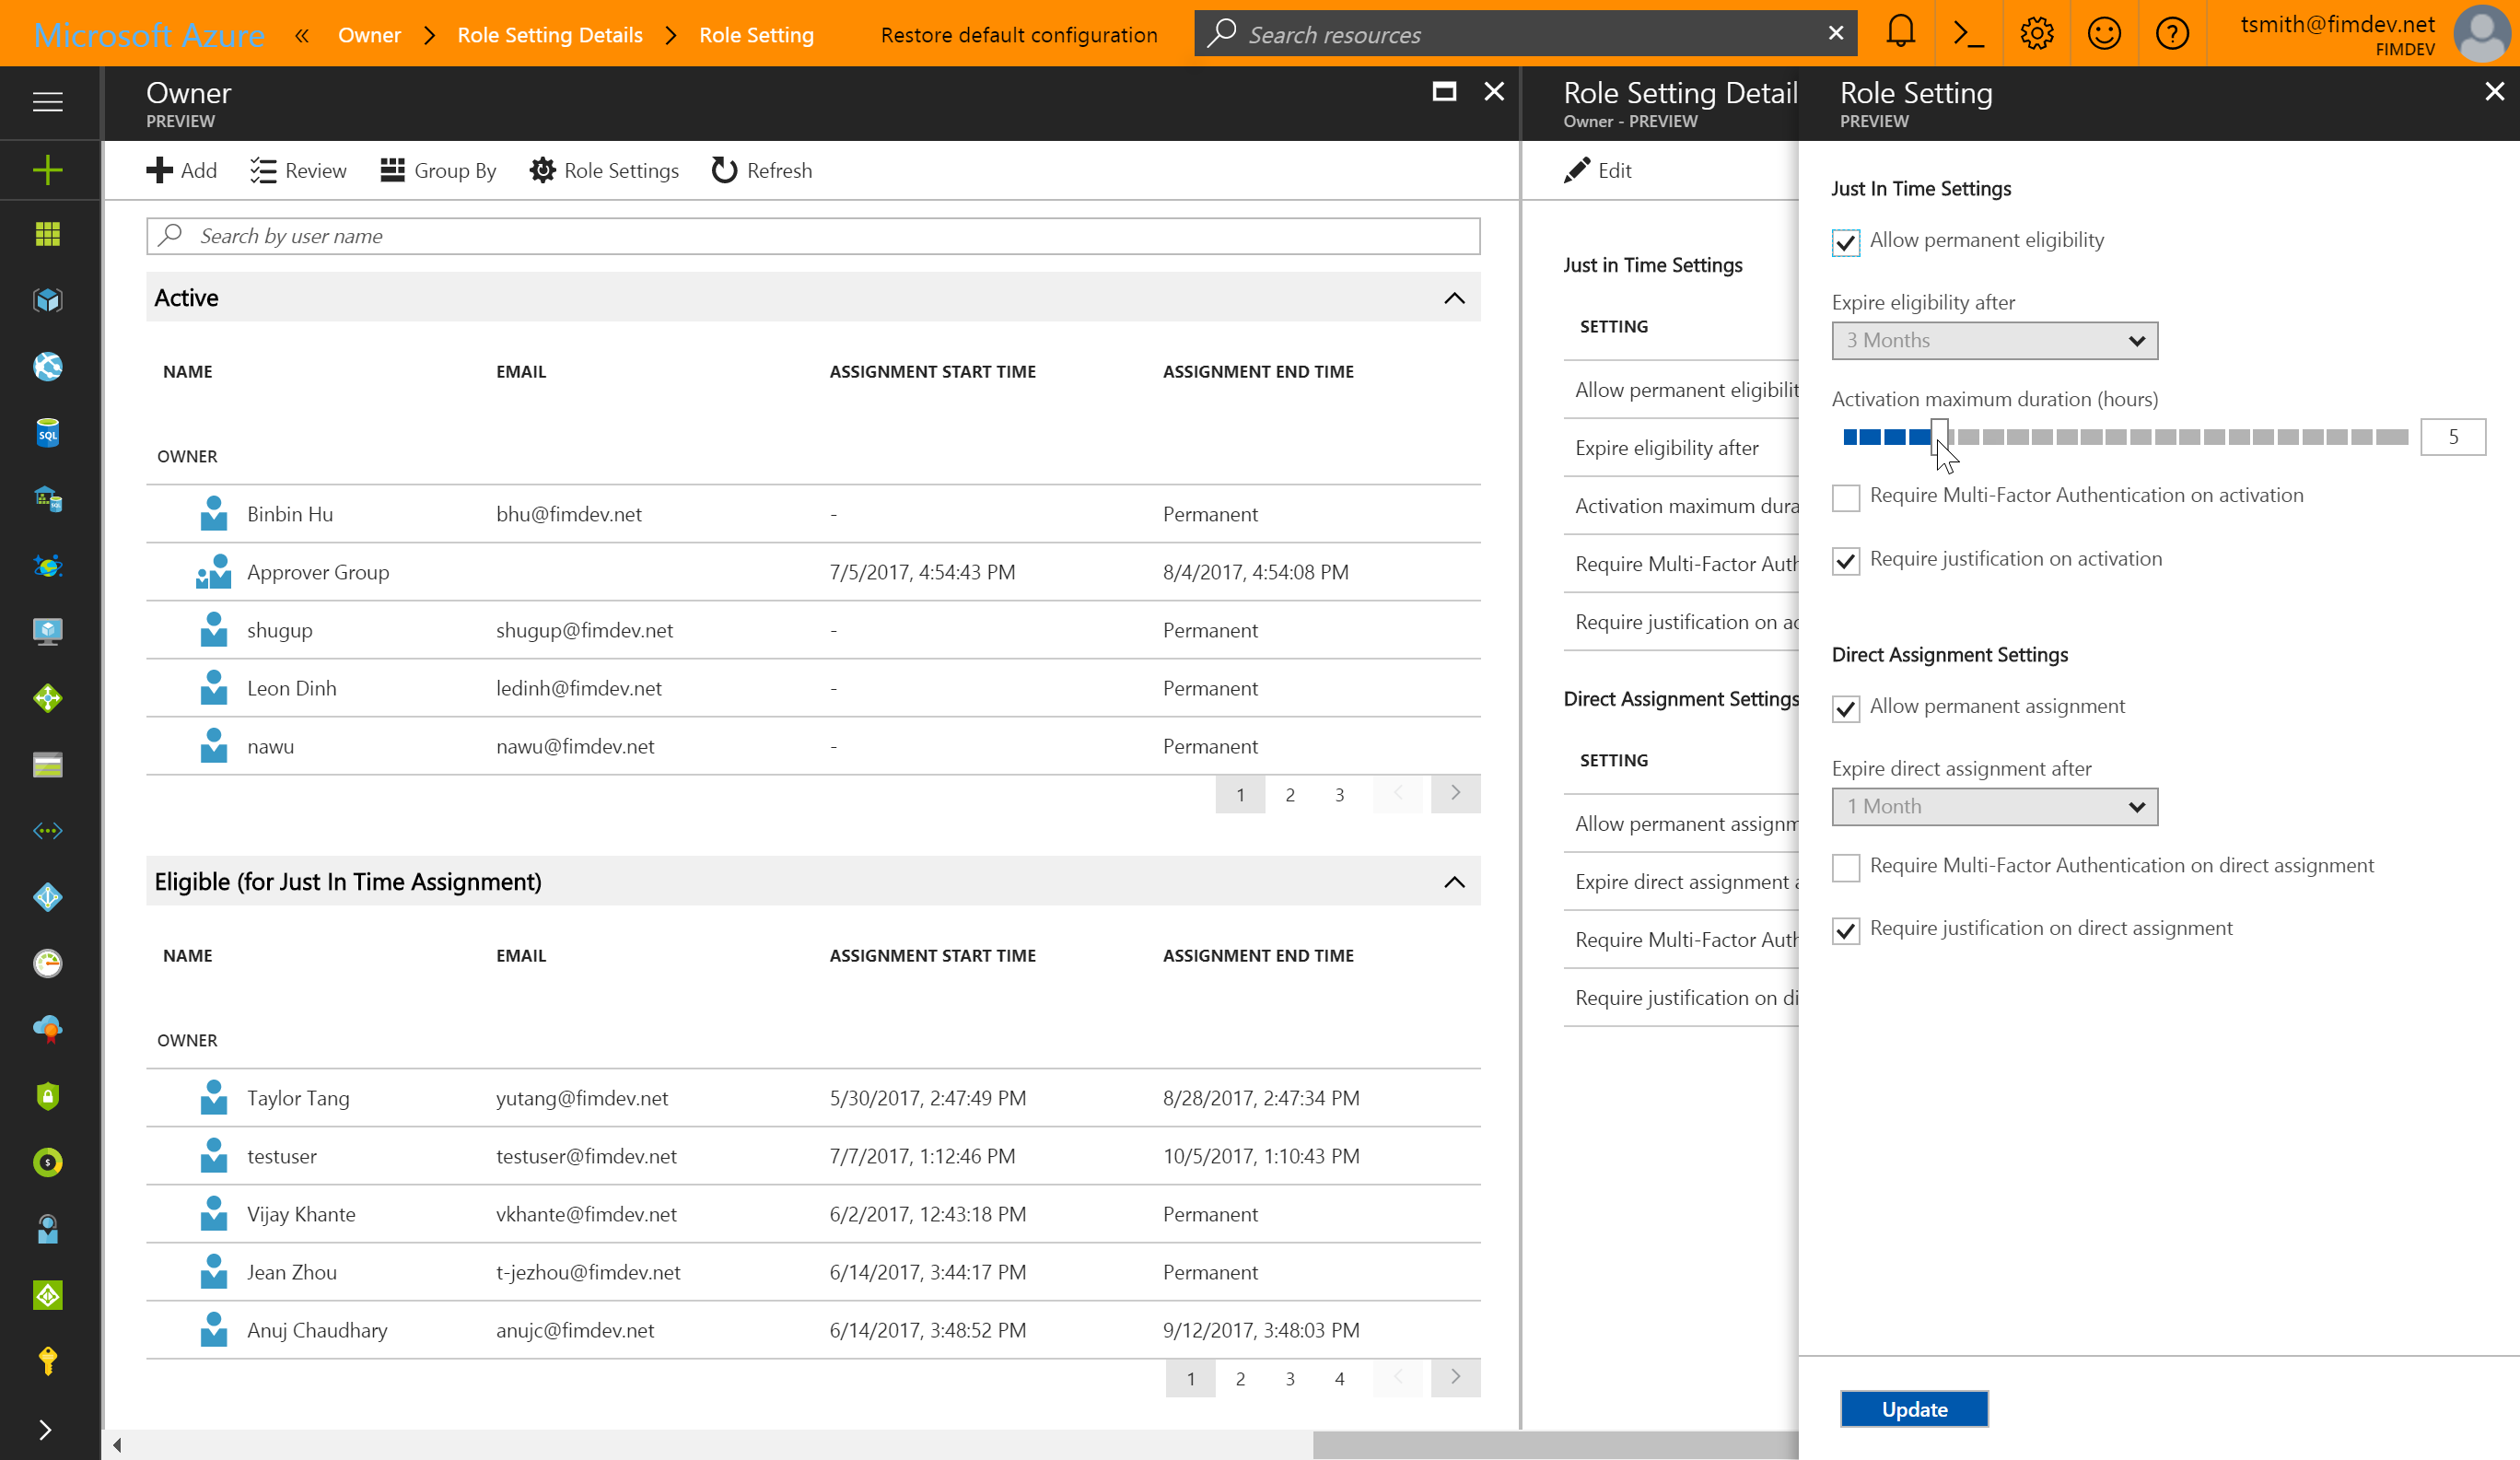 Microsoft Azure « Owner > Role Setting Details > Role Setting Restore default configuration Search resources tsmith@fimdev.net
FIMDEV
Owner
PREVIEW
Add Review Group By Role Settings Refresh
Search by user name
Active
NAME EMAIL ASSIGNMENT START TIME ASSIGNMENT END TIME
OWNER
Binbin Hu bhu@fimdev.net - Permanent
Approver Group 7/5/2017, 4:54:43 PM 8/4/2017, 4:54:08 PM
shugup shugup@fimdev.net - Permanent
Leon Dinh ledinh@fimdev.net - Permanent
nawu nawu@fimdev.net - Permanent
1 2 3 < >
Eligible (for Just In Time Assignment)
NAME EMAIL ASSIGNMENT START TIME ASSIGNMENT END TIME
OWNER
Taylor Tang yutang@fimdev.net 5/30/2017, 2:47:49 PM 8/28/2017, 2:47:34 PM
testuser testuser@fimdev.net 7/7/2017, 1:12:46 PM 10/5/2017, 1:10:43 PM
Vijay Khante vkhante@fimdev.net 6/2/2017, 12:43:18 PM Permanent
Jean Zhou t-jezhou@fimdev.net 6/14/2017, 3:44:17 PM Permanent
Anuj Chaudhary anujc@fimdev.net 6/14/2017, 3:48:52 PM 9/12/2017, 3:48:03 PM
1 2 3 4 < >
Role Setting Detail
Owner - PREVIEW
Edit
Just in Time Settings
SETTING
Allow permanent eligibilit
Expire eligibility after
Activation maximum dura
Require Multi-Factor Auth
Require justification on ac
Direct Assignment Settings
SETTING
Allow permanent assignm
Expire direct assignment a
Require Multi-Factor Auth
Require justification on di
Role Setting
PREVIEW
Just In Time Settings
Allow permanent eligibility
Expire eligibility after
3 Months
Activation maximum duration (hours)
5
Require Multi-Factor Authentication on activation
Require justification on activation
Direct Assignment Settings
Allow permanent assignment
Expire direct assignment after
1 Month
Require Multi-Factor Authentication on direct assignment
Require justification on direct assignment
Update
SQL